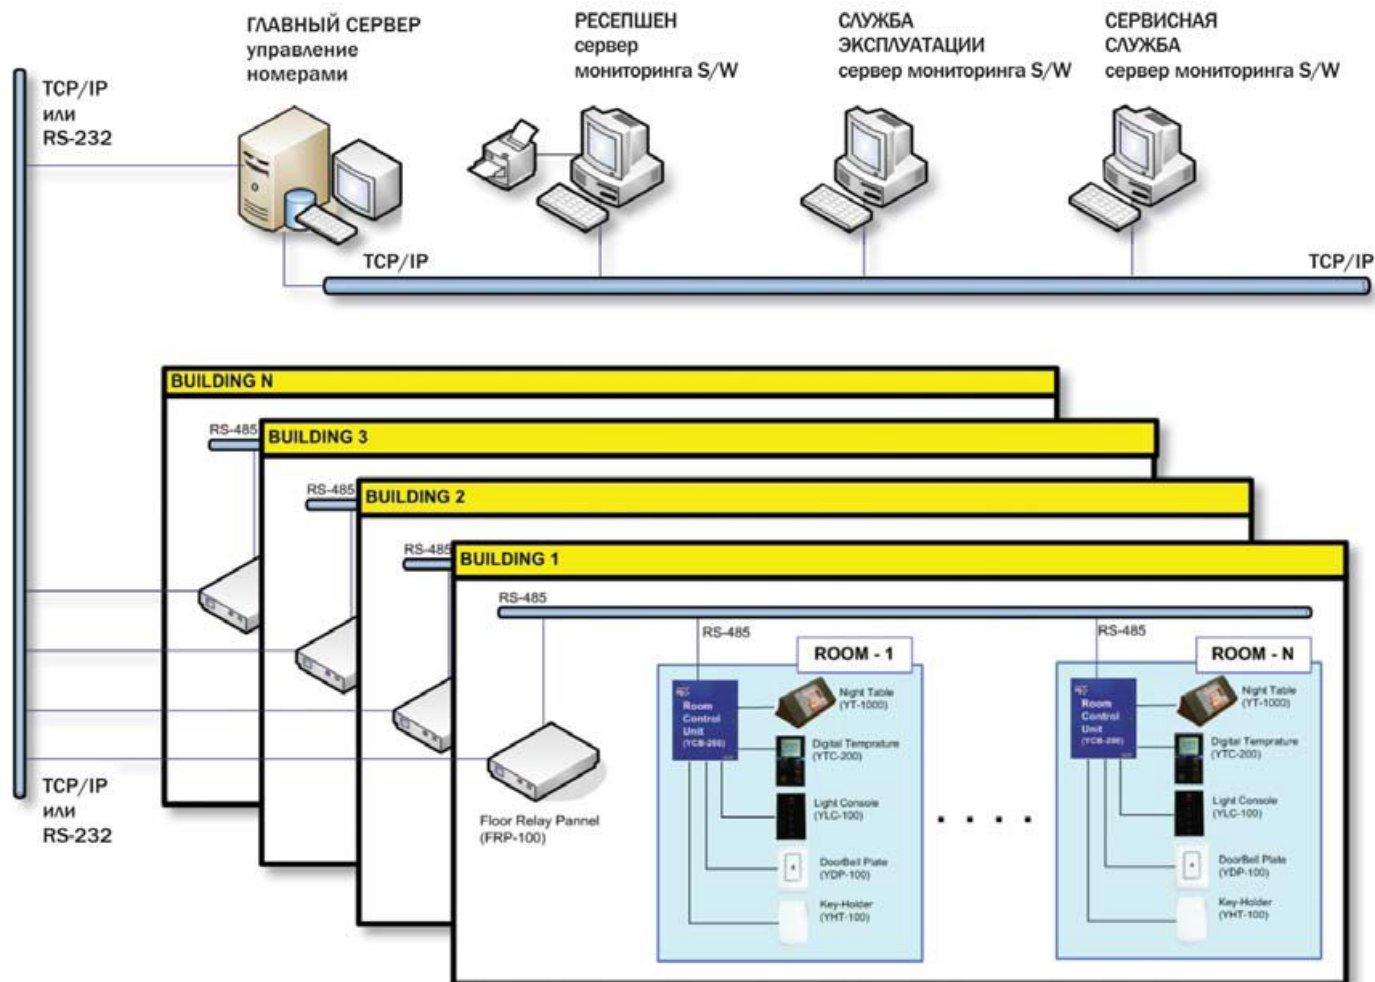 ГЛАВНЫЙ СЕРВЕР
управление
номерами
РЕСЕПШЕН
сервер
мониторинга S/W
СЛУЖБА
ЭКСПЛУАТАЦИИ
сервер мониторинга S/W
СЕРВИСНАЯ
СЛУЖБА
сервер мониторинга S/W
TCP/IP
или
RS-232
TCP/IP
TCP/IP
BUILDING N
RS-485
BUILDING 3
RS-485
BUILDING 2
RS-485
BUILDING 1
RS-485
RS-485
ROOM - 1
Room
Control
Unit
(YCB-200)
Night Table
(YT-1000)
Digital Temprature
(YTC-200)
Light Console
(YLC-100)
DoorBell Plate
(YDP-100)
Key-Holder
(YHT-100)
. . . .
RS-485
ROOM - N
Room
Control
Unit
(YCB-200)
Night Table
(YT-1000)
Digital Temprature
(YTC-200)
Light Console
(YLC-100)
DoorBell Plate
(YDP-100)
Key-Holder
(YHT-100)
Floor Relay Pannel
(FRP-100)
TCP/IP
или
RS-232